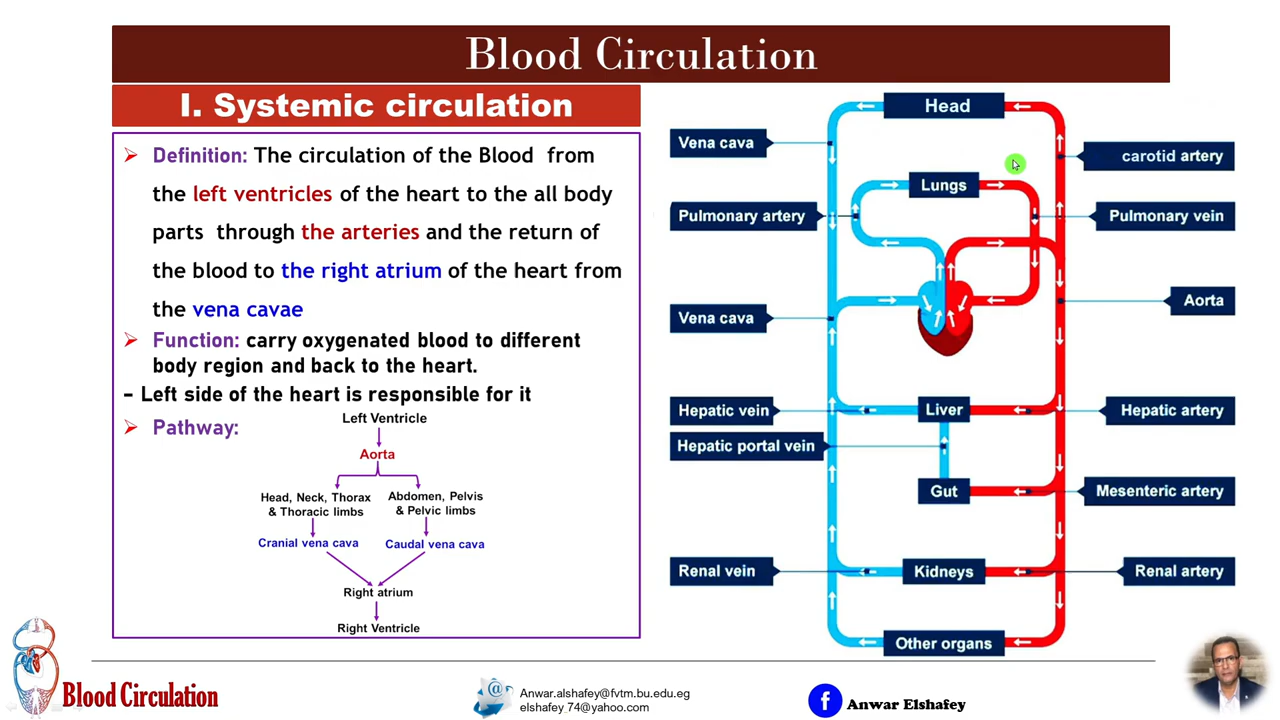 Blood Circulation
I. Systemic circulation
Definition: The circulation of the Blood from
the left ventricles of the heart to the all body
parts through the arteries and the return of
the blood to the right atrium of the heart from
the vena cavae
Function: carry oxygenated blood to different
body region and back to the heart.
- Left side of the heart is responsible for it
Pathway:
Left Ventricle
Aorta
Head, Neck, Thorax
& Thoracic limbs
Abdomen, Pelvis
& Pelvic limbs
Cranial vena cava
Caudal vena cava
Right atrium
Right Ventricle
Head
Vena cava
carotid artery
Lungs
Pulmonary artery
Pulmonary vein
Aorta
Vena cava
Hepatic vein
Liver
Hepatic artery
Hepatic portal vein
Gut
Mesenteric artery
Renal vein
Kidneys
Renal artery
Other organs
Blood Circulation
Anwar.elshafey@fvtm.bu.edu.eg
elshafey_74@yahoo.com
f
Anwar Elshafey